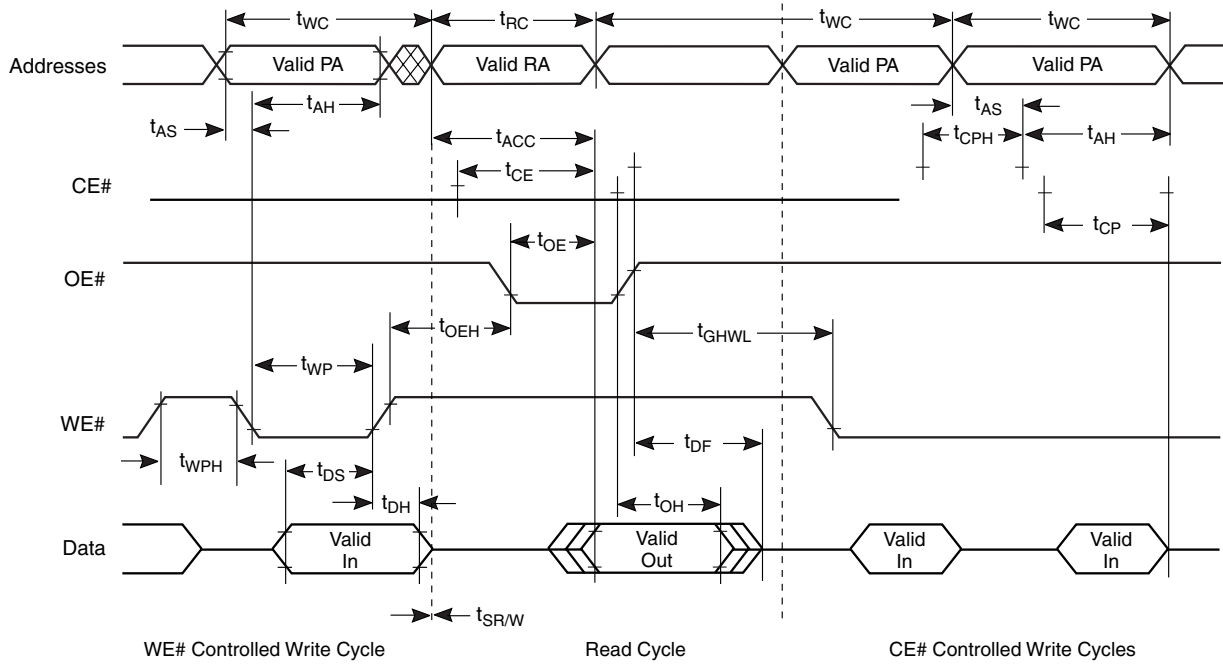 tWC tRC tWC tWC
Addresses Valid PA Valid RA Valid PA Valid PA
tAH tAS
tAS tACC tCPH tAH
CE# tCE
tCP
tOE
OE#
tOEH tGHWL
tWP
WE#
tDF
tWPH tDS
tDH tOH
Data Valid In Valid Out Valid In Valid In
tSR/W
WE# Controlled Write Cycle Read Cycle CE# Controlled Write Cycles